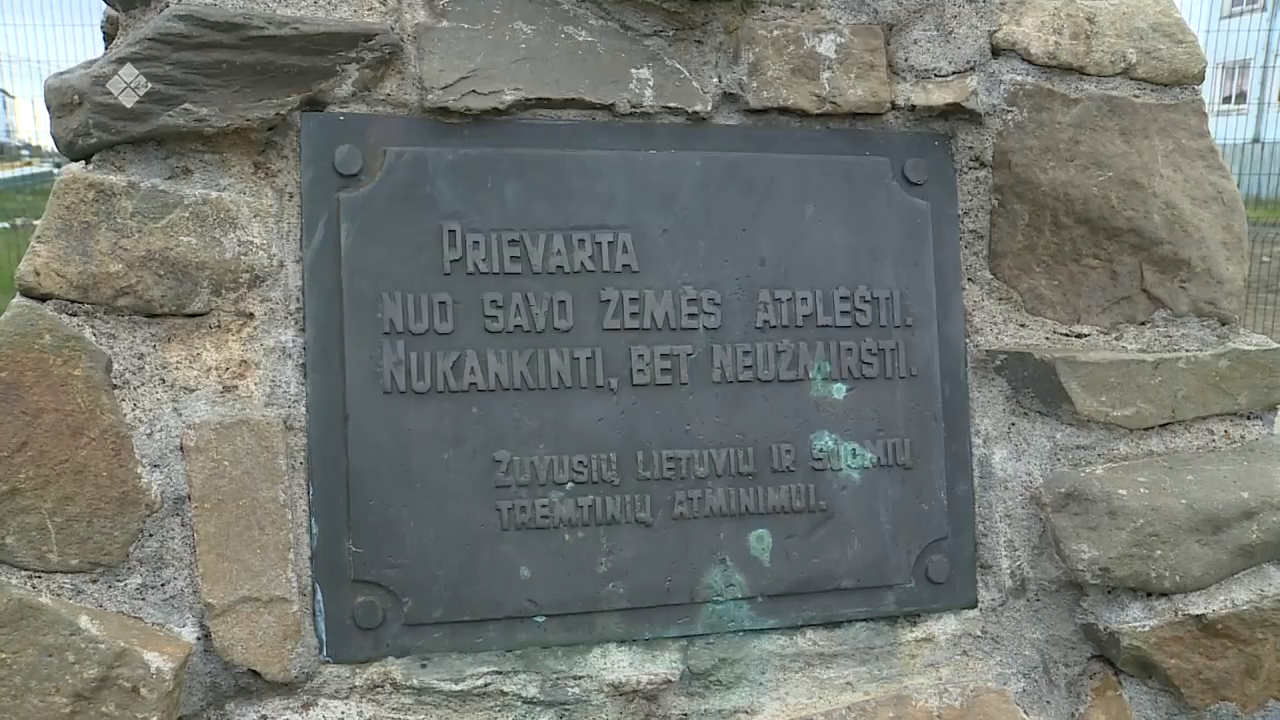 PRIEVARTA
NUO SAVO ŽEMĖS ATPLĖŠTI.
NUKANKINTI, BET NEUŽMIRŠTI.
ŽUVUSIŲ LIETUVIŲ IR SUOMIŲ
TREMTINIŲ ATMINIMUI.